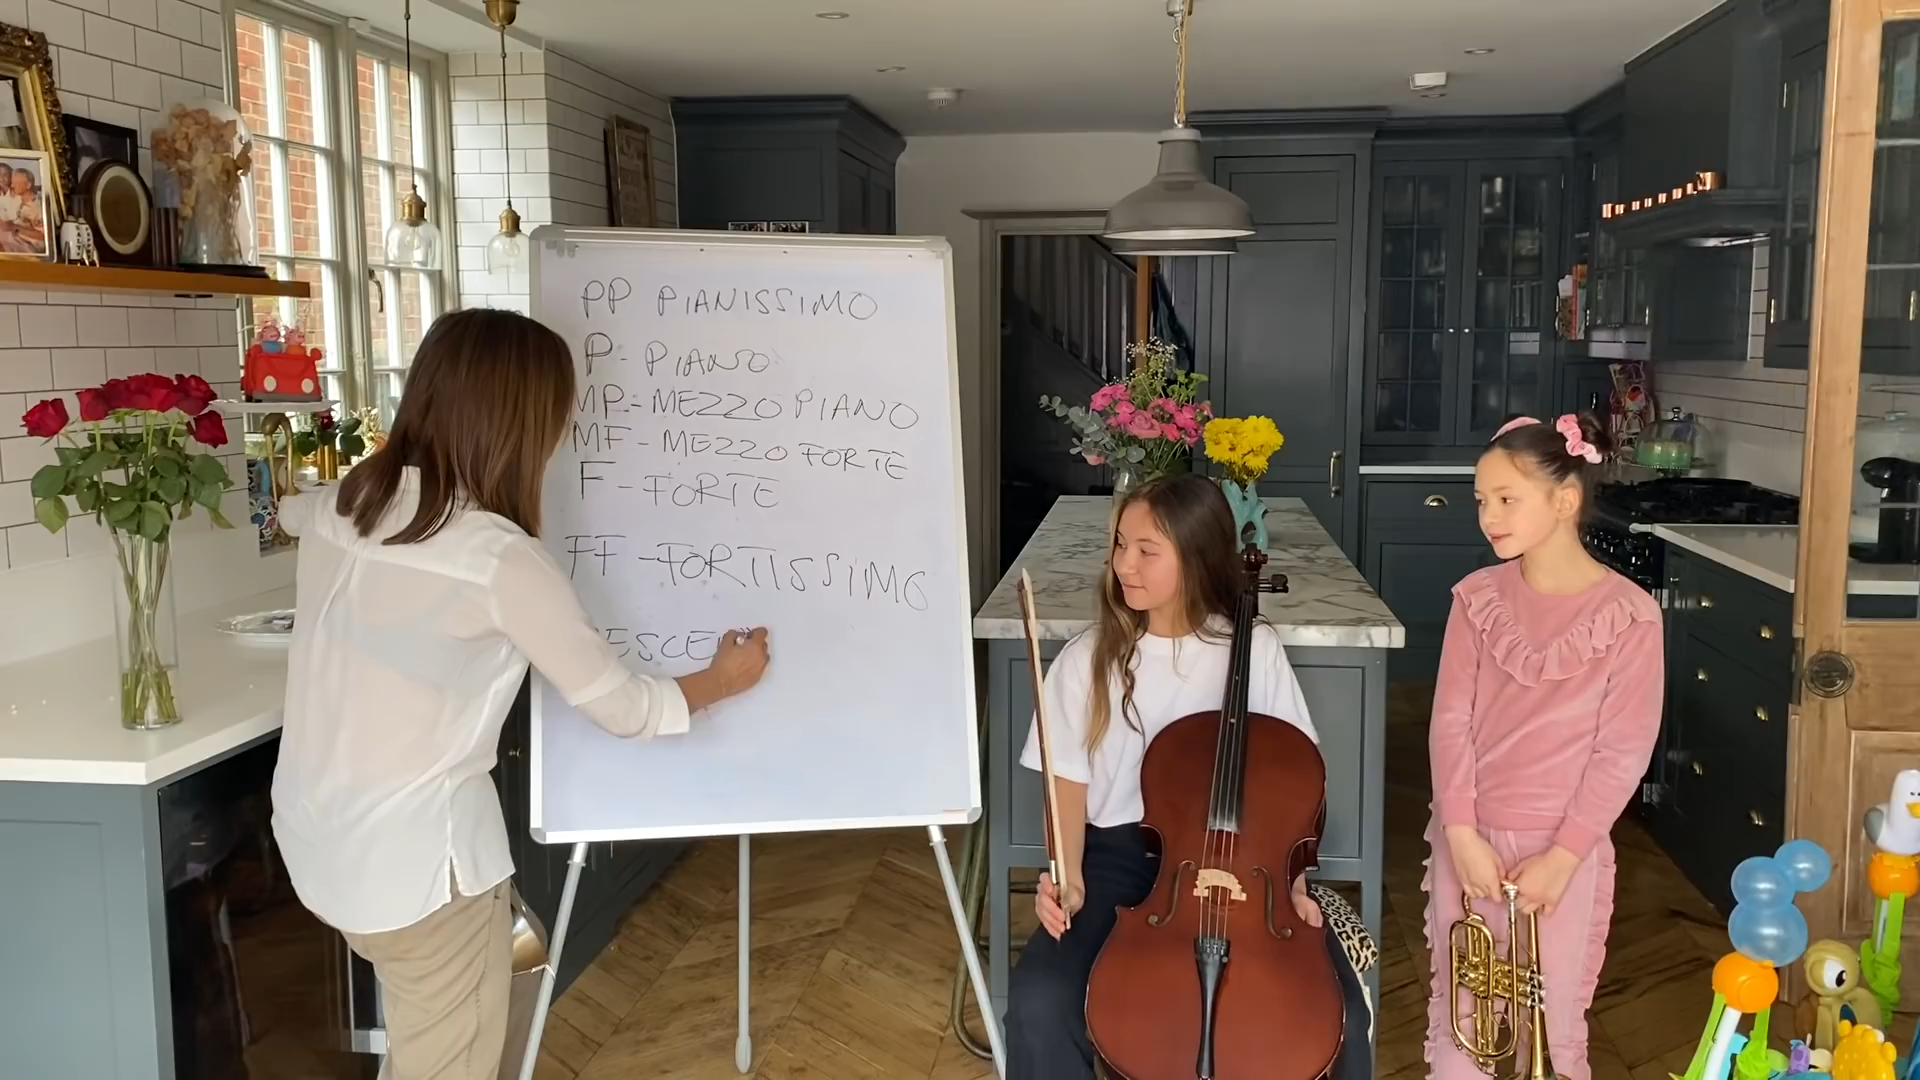 PP PIANISSIMO
P - PIANO
MP - MEZZO PIANO
MF - MEZZO FORTE
F - FORTE
FF - FORTISSIMO